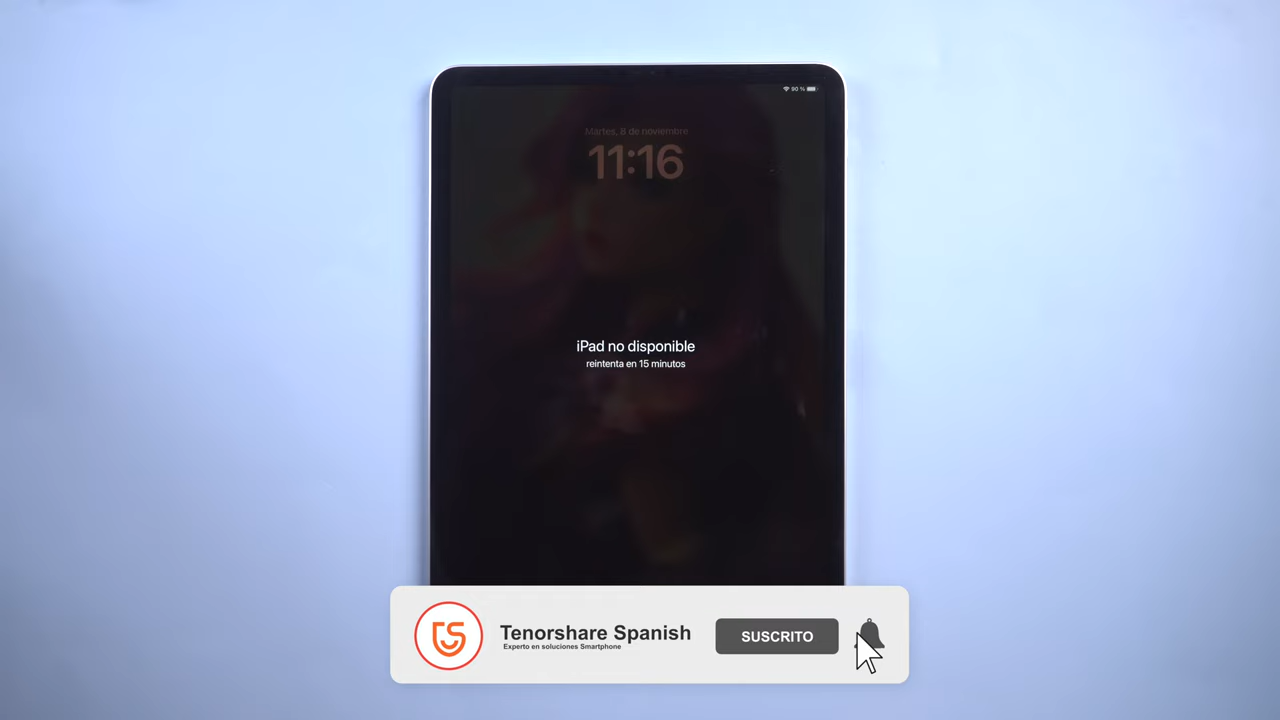 90 %
Martes, 8 de noviembre
11:16
iPad no disponible
reintenta en 15 minutos
Tenorshare Spanish
Experto en soluciones Smartphone
SUSCRITO